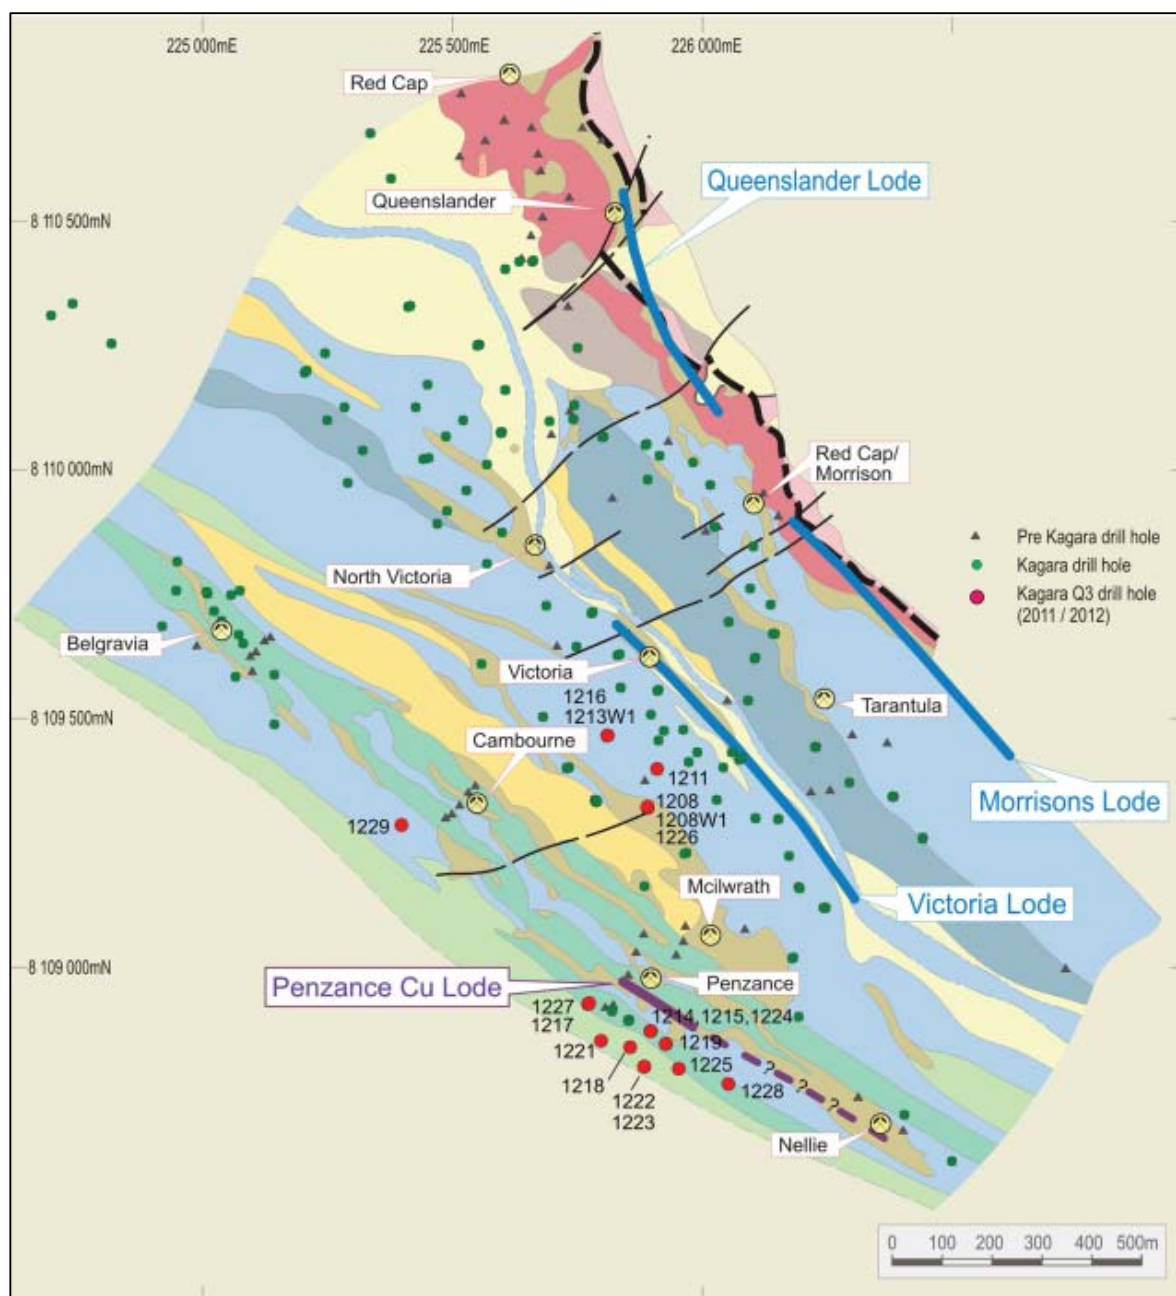 225 000mE
225 500mE
226 000mE
Red Cap
Queenslander Lode
Queenslander
8 110 500mN
Red Cap/
Morrison
8 110 000mN
Pre Kagara drill hole
Kagara drill hole
Kagara Q3 drill hole
(2011 / 2012)
North Victoria
Belgravia
Victoria
1216
1213W1
Tarantula
8 109 500mN
Cambourne
1211
Morrisons Lode
1208
1208W1
1226
1229
Mcilwrath
Victoria Lode
8 109 000mN
Penzance Cu Lode
Penzance
1227
1217
1214,1215,1224
1219
1221
1225
1218
1228
1222
1223
?
?
?
Nellie
0 100 200 300 400 500m